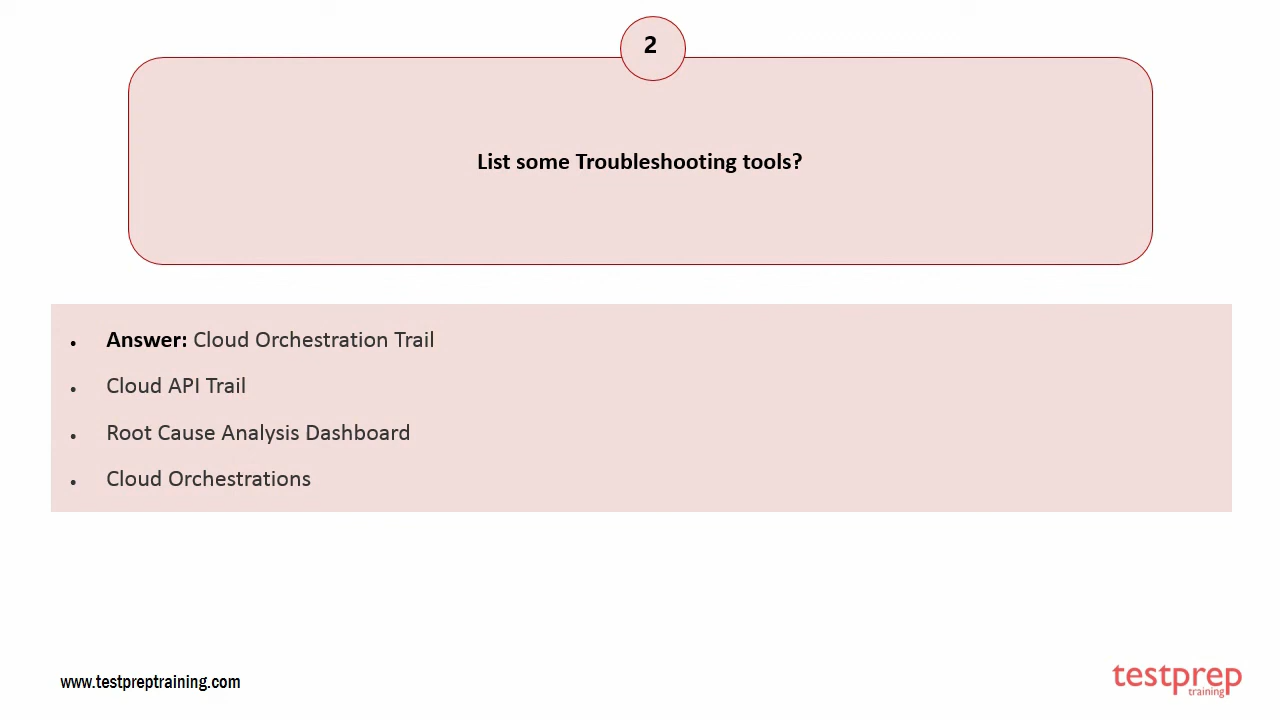 2
List some Troubleshooting tools?
• Answer: Cloud Orchestration Trail
• Cloud API Trail
• Root Cause Analysis Dashboard
• Cloud Orchestrations
www.testpreptraining.com
testprep
training